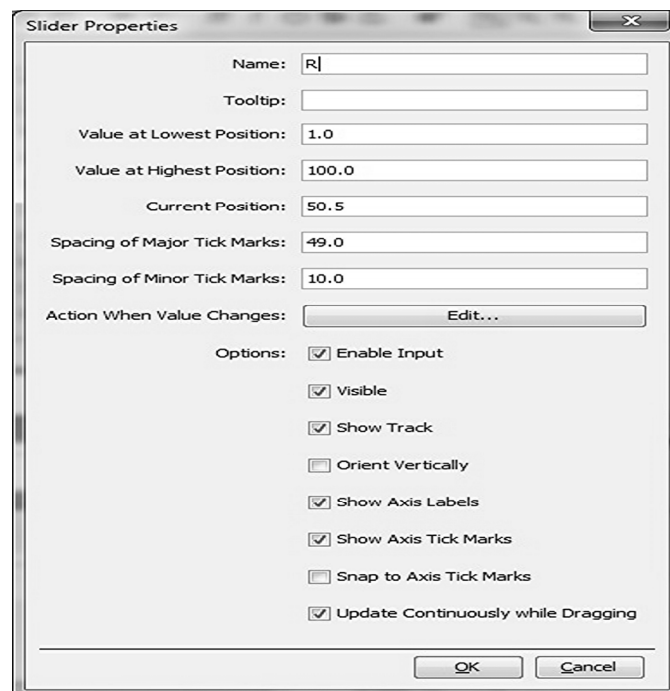 Slider Properties
Name: R
Tooltip:
Value at Lowest Position: 1.0
Value at Highest Position: 100.0
Current Position: 50.5
Spacing of Major Tick Marks: 49.0
Spacing of Minor Tick Marks: 10.0
Action When Value Changes: Edit...
Options: Enable Input
Visible
Show Track
Orient Vertically
Show Axis Labels
Show Axis Tick Marks
Snap to Axis Tick Marks
Update Continuously while Dragging
OK Cancel